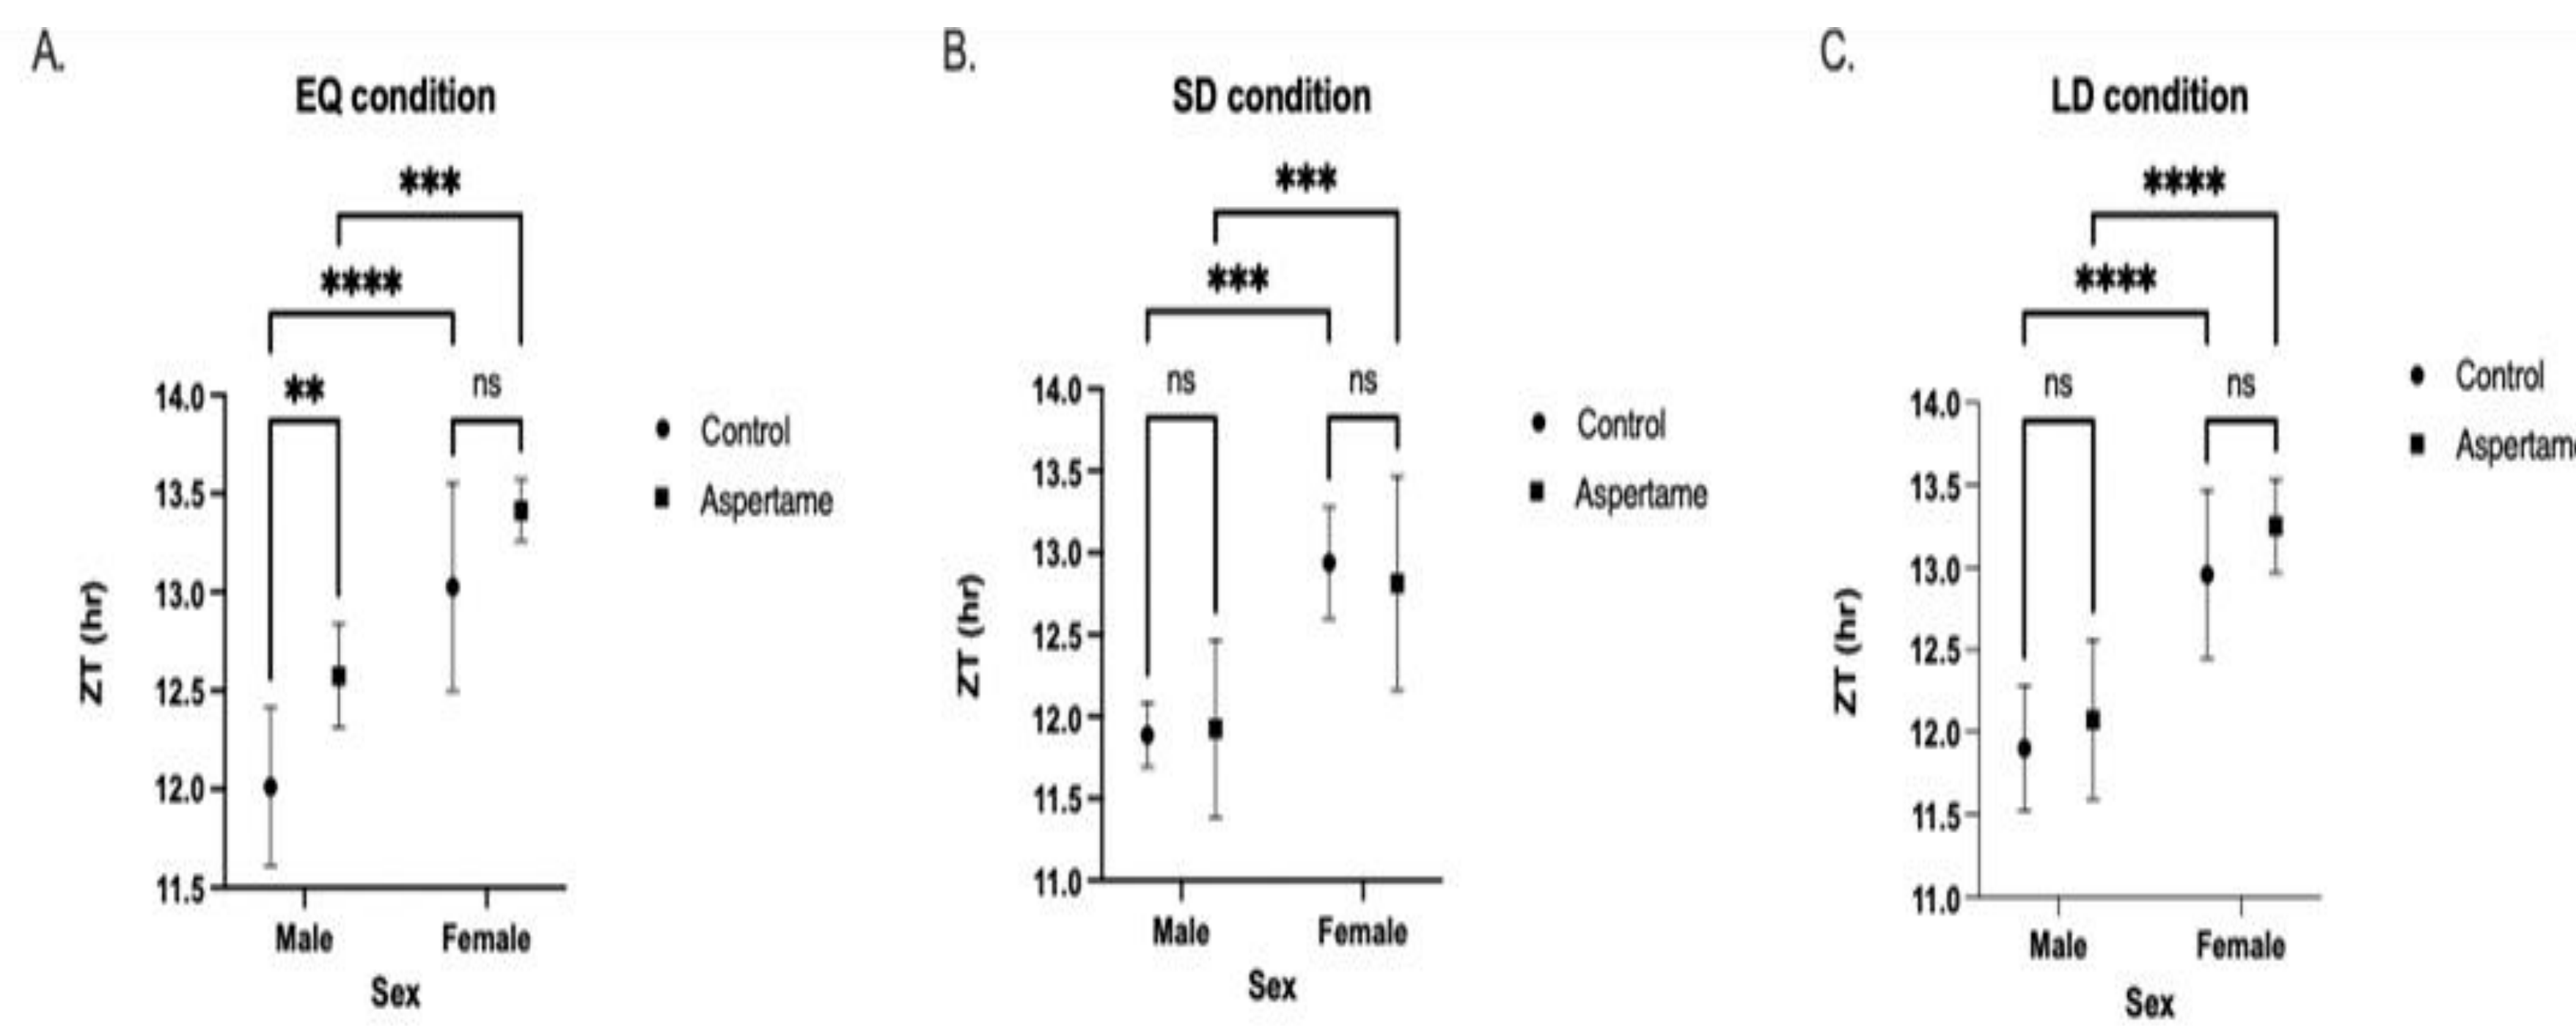 A.
EQ condition
***
****
**
ns
14.0
13.5
13.0
12.5
12.0
11.5
ZT (hr)
Male
Female
Sex
Control
Aspertame
B.
SD condition
***
***
ns
ns
14.0
13.5
13.0
12.5
12.0
11.5
11.0
ZT (hr)
Male
Female
Sex
Control
Aspertame
C.
LD condition
****
****
ns
ns
14.0
13.5
13.0
12.5
12.0
11.5
11.0
ZT (hr)
Male
Female
Sex
Control
Aspertame